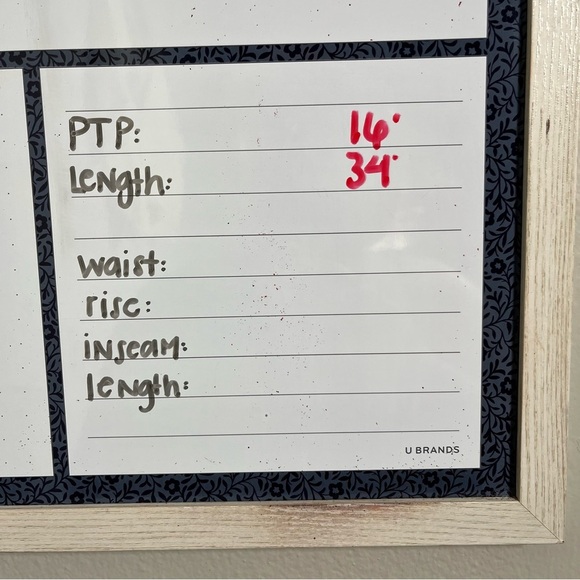 PTP: 16"
Length: 34"
waist:
rise:
inseam:
length:
U BRANDS